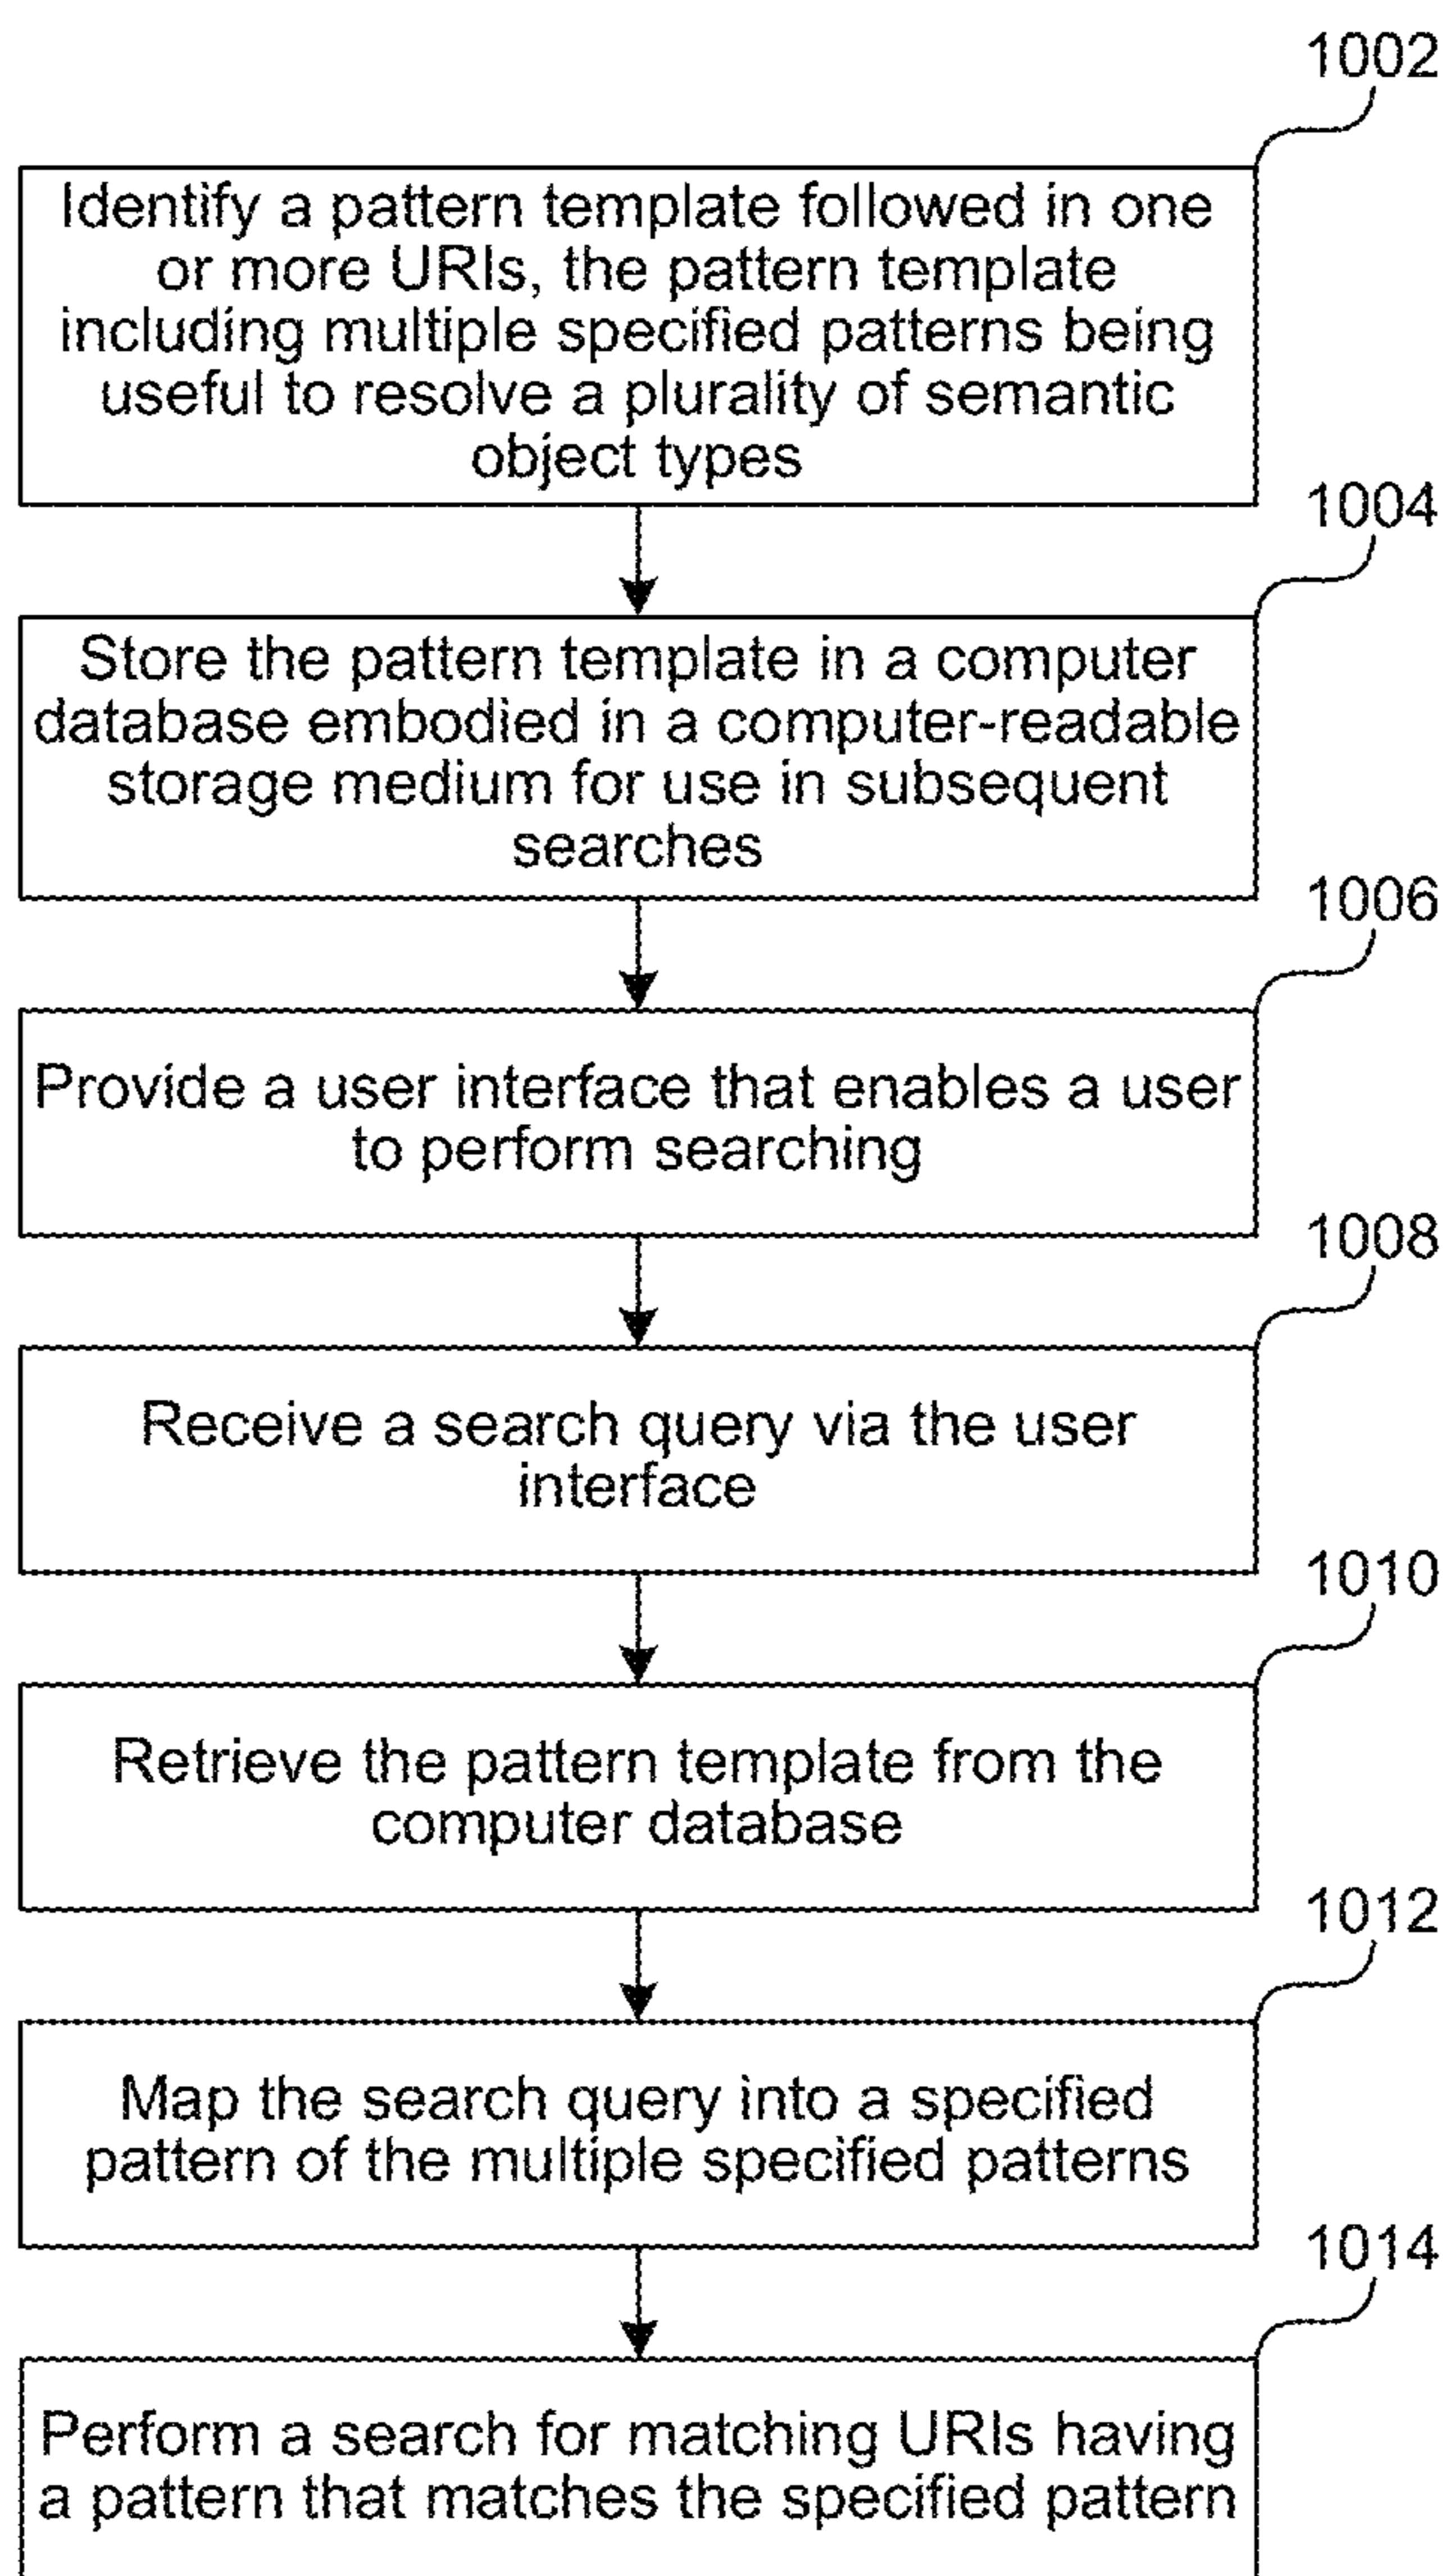 1002
Identify a pattern template followed in one
or more URIs, the pattern template
including multiple specified patterns being
useful to resolve a plurality of semantic
object types
1004
Store the pattern template in a computer
database embodied in a computer-readable
storage medium for use in subsequent
searches
1006
Provide a user interface that enables a user
to perform searching
1008
Receive a search query via the user
interface
1010
Retrieve the pattern template from the
computer database
1012
Map the search query into a specified
pattern of the multiple specified patterns
1014
Perform a search for matching URIs having
a pattern that matches the specified pattern